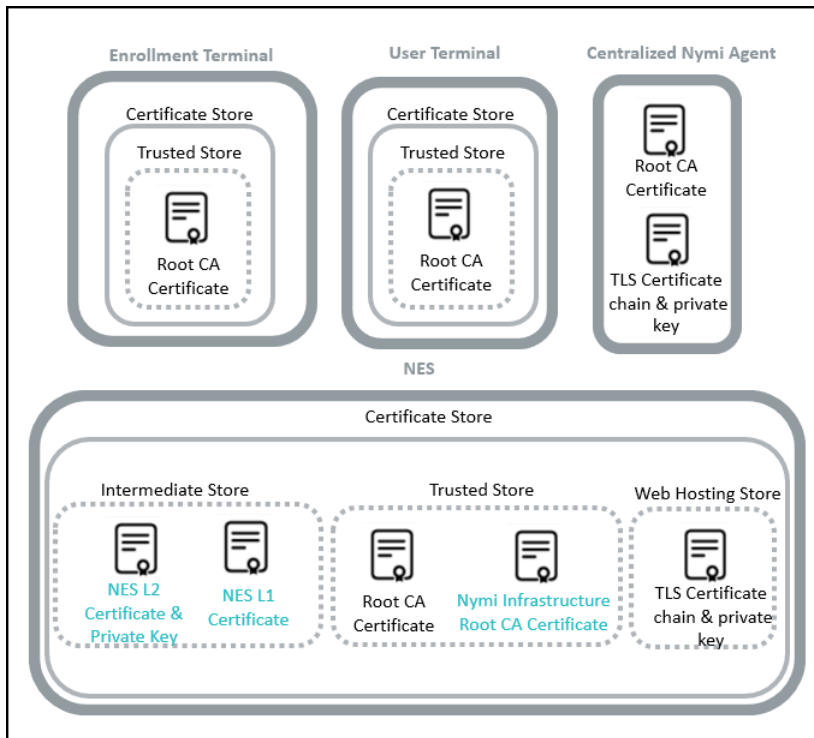 Enrollment Terminal
Certificate Store
Trusted Store
Root CA
Certificate
User Terminal
Certificate Store
Trusted Store
Root CA
Certificate
Centralized Nymi Agent
Root CA
Certificate
TLS Certificate
chain & private
key
NES
Certificate Store
Intermediate Store
NES L2
Certificate &
Private Key
NES L1
Certificate
Trusted Store
Root CA
Certificate
Nymi Infrastructure
Root CA Certificate
Web Hosting Store
TLS Certificate
chain & private
key